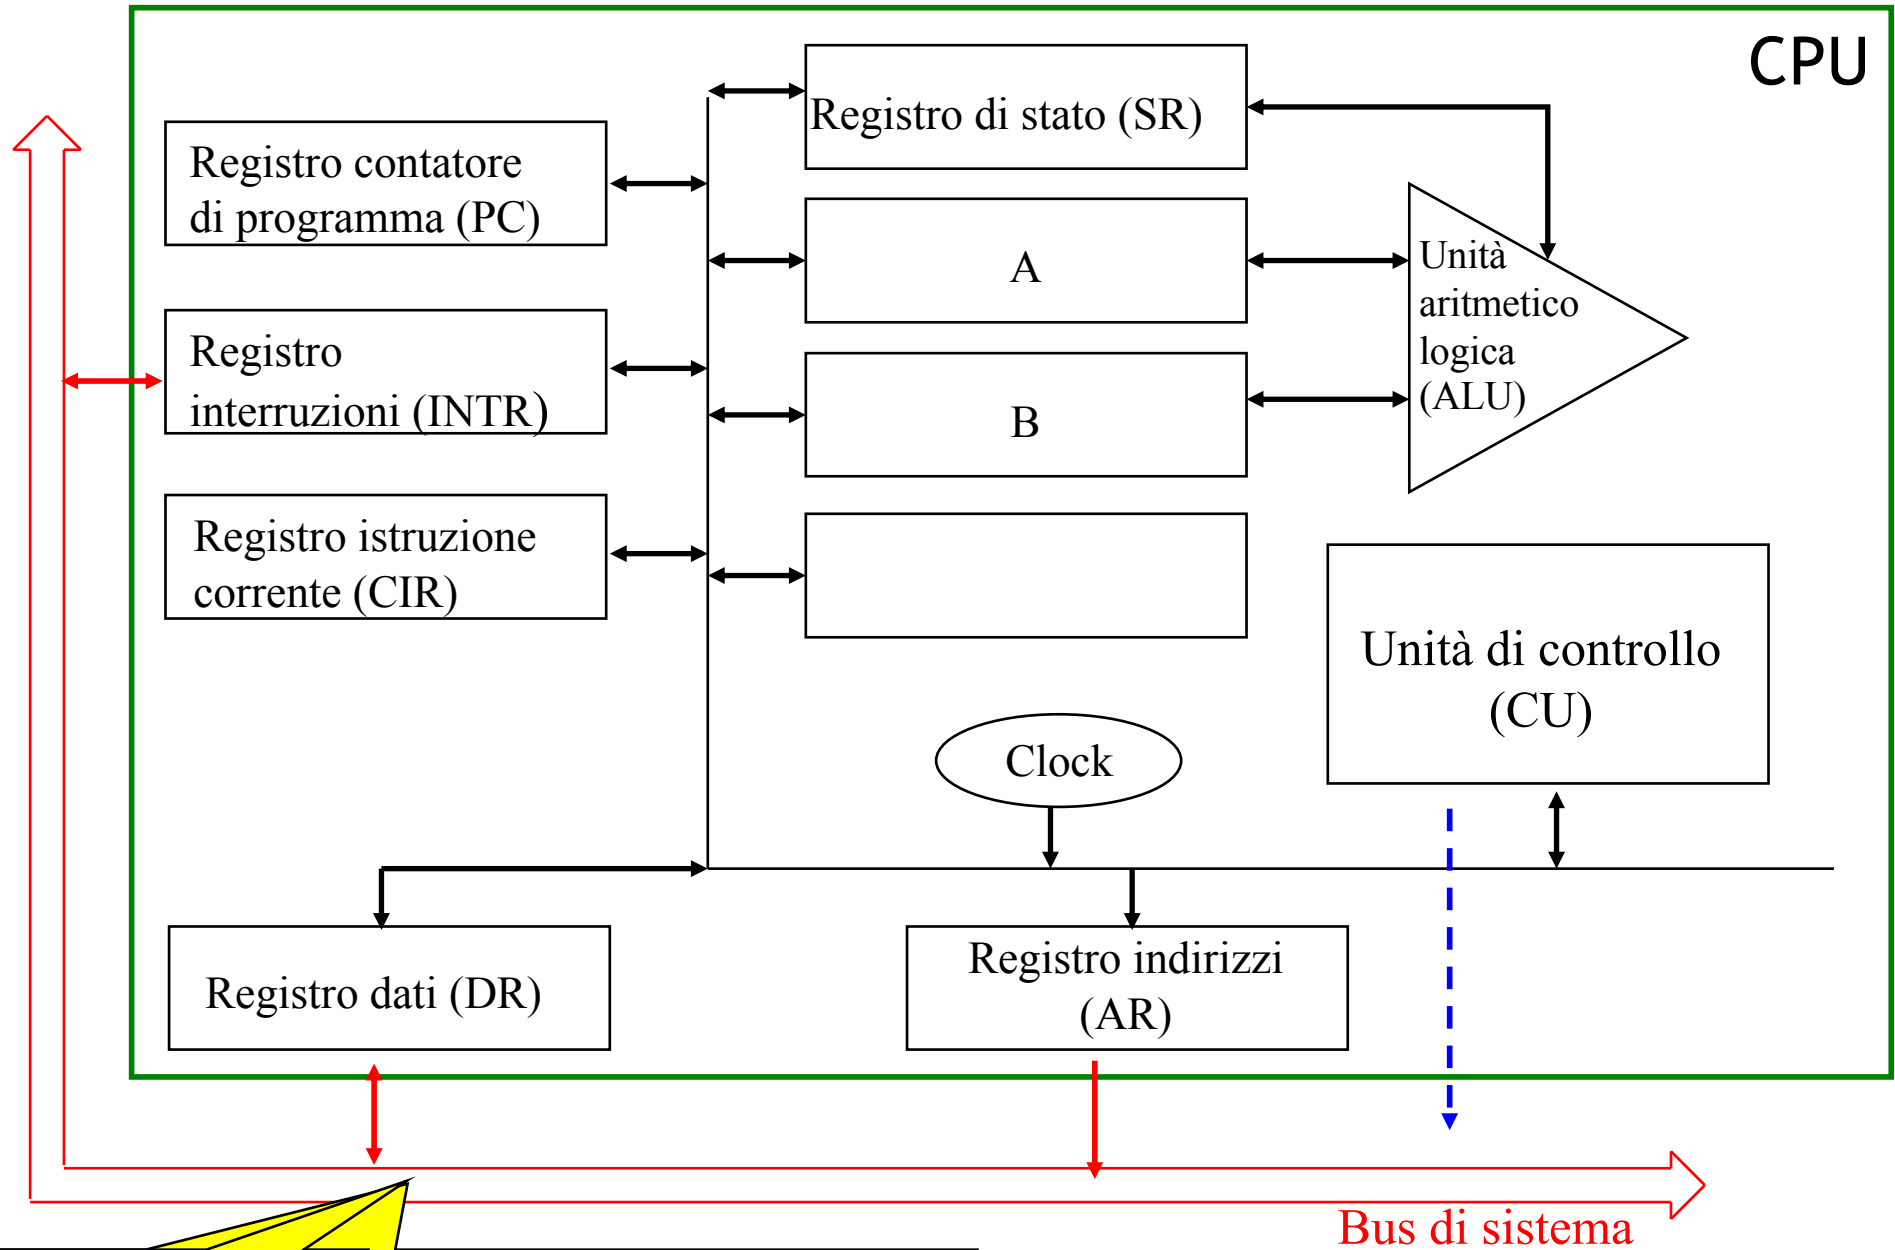 CPU
Registro di stato (SR)
Registro contatore
di programma (PC)
A
Unità
aritmetico
logica
(ALU)
Registro
interruzioni (INTR)
B
Registro istruzione
corrente (CIR)
Unità di controllo
(CU)
Clock
Registro dati (DR)
Registro indirizzi
(AR)
Bus di sistema